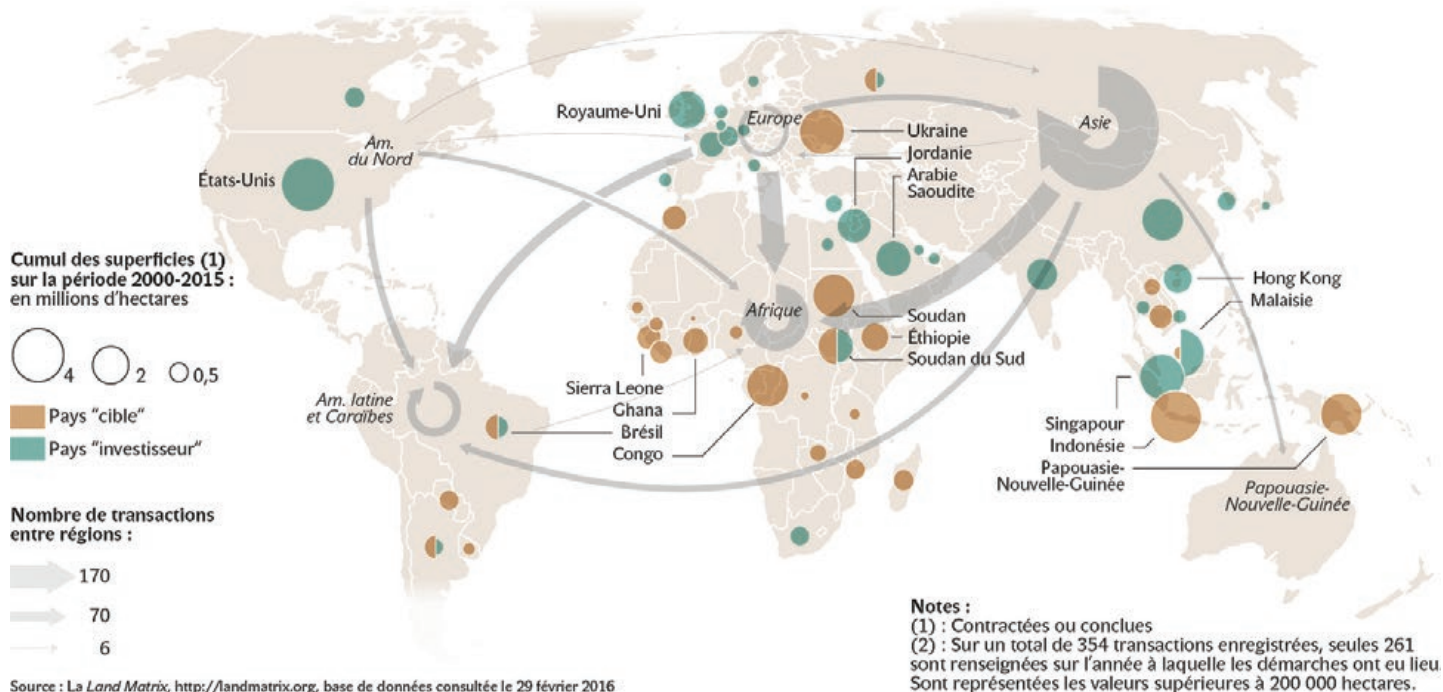 Royaume-Uni
Europe
Asie
Am.
du Nord
Ukraine
Jordanie
Arabie
Saoudite
États-Unis
Cumul des superficies (1)
sur la période 2000-2015 :
en millions d'hectares
4
2
0,5
Pays "cible"
Pays "investisseur"
Hong Kong
Malaisie
Afrique
Soudan
Éthiopie
Soudan du Sud
Am. latine
et Caraïbes
Sierra Leone
Ghana
Brésil
Congo
Singapour
Indonésie
Papouasie-
Nouvelle-Guinée
Papouasie-
Nouvelle-Guinée
Nombre de transactions
entre régions :
170
70
6
Notes :
(1) : Contractées ou conclues
(2) : Sur un total de 354 transactions enregistrées, seules 261
sont renseignées sur l'année à laquelle les démarches ont eu lieu.
Sont représentées les valeurs supérieures à 200 000 hectares.
Source : La Land Matrix, http://landmatrix.org, base de données consultée le 29 février 2016